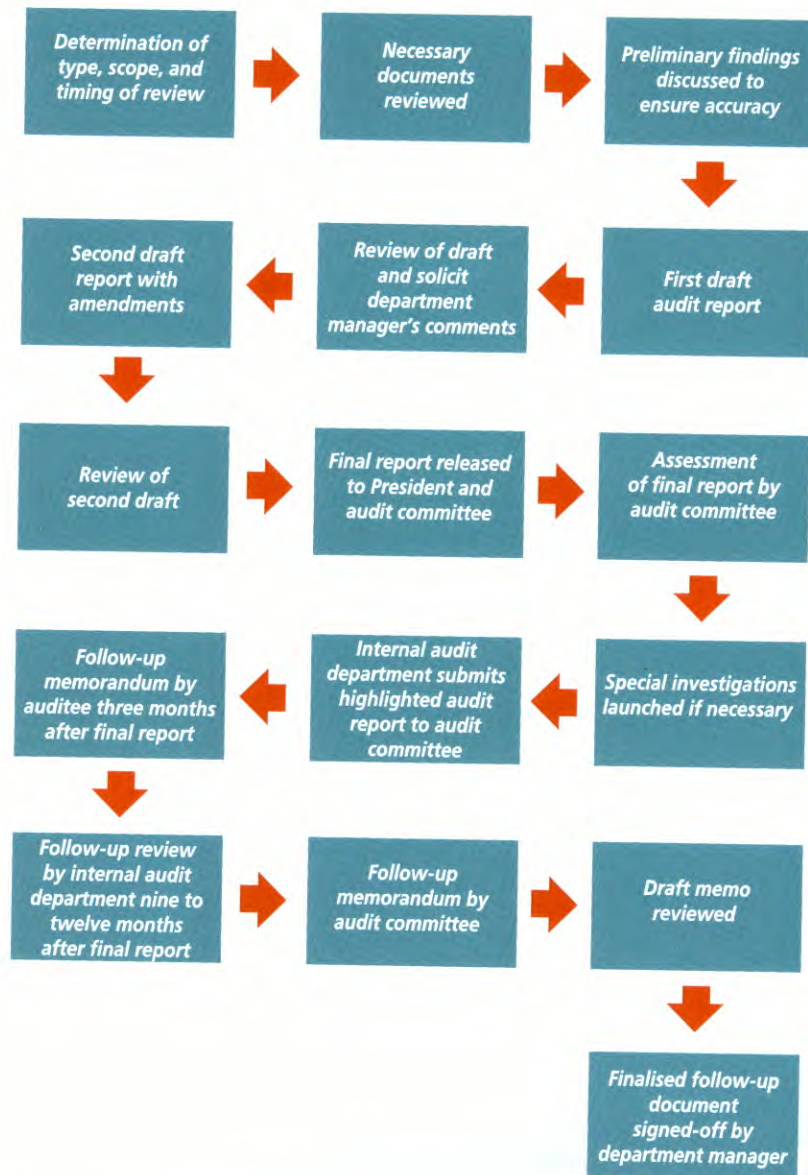 Determination of
type, scope, and
timing of review
Necessary
documents
reviewed
Preliminary findings
discussed to
ensure accuracy
First draft
audit report
Review of draft
and solicit
department
manager's comments
Second draft
report with
amendments
Review of
second draft
Final report released
to President and
audit committee
Assessment
of final report by
audit committee
Special investigations
launched if necessary
Internal audit
department submits
highlighted audit
report to audit
committee
Follow-up
memorandum by
auditee three months
after final report
Follow-up review
by internal audit
department nine to
twelve months
after final report
Follow-up
memorandum by
audit committee
Draft memo
reviewed
Finalised follow-up
document
signed-off by
department manager